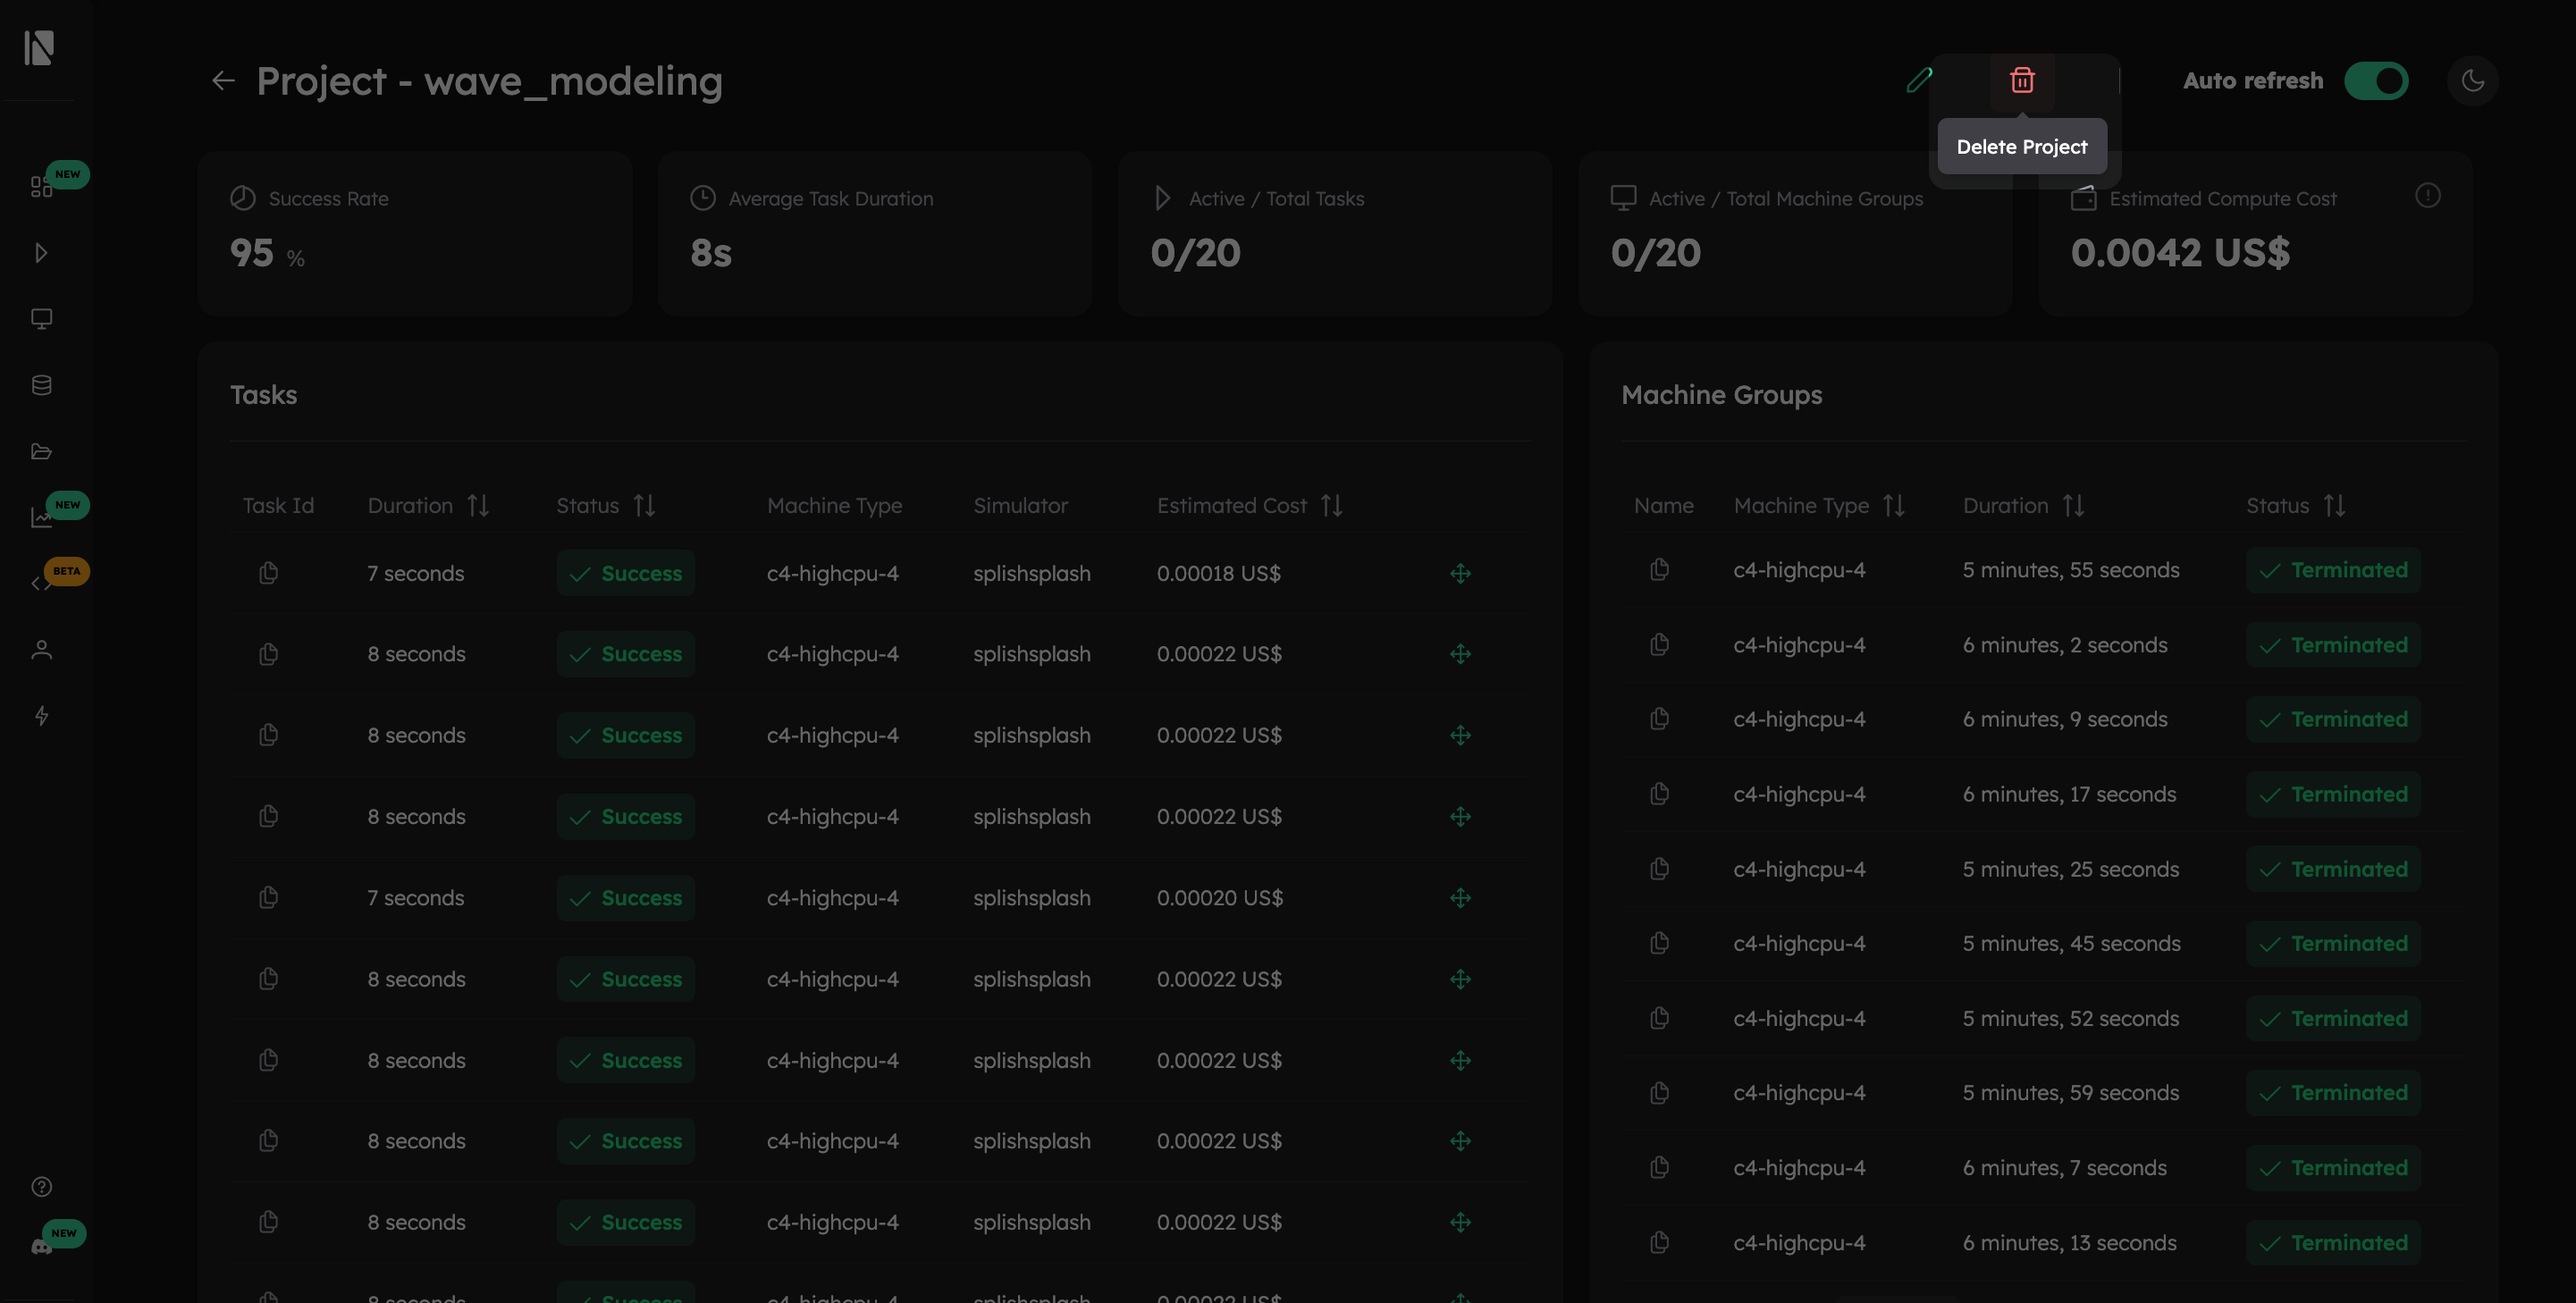 Project - wave_modeling
Auto refresh
Delete Project
NEW
NEW
BETA
NEW
Success Rate
95 %
Average Task Duration
8s
Active / Total Tasks
0/20
Active / Total Machine Groups
0/20
Estimated Compute Cost
0.0042 US$
Tasks
Task Id Duration Status Machine Type Simulator Estimated Cost
7 seconds Success c4-highcpu-4 splishsplash 0.00018 US$
8 seconds Success c4-highcpu-4 splishsplash 0.00022 US$
8 seconds Success c4-highcpu-4 splishsplash 0.00022 US$
8 seconds Success c4-highcpu-4 splishsplash 0.00022 US$
7 seconds Success c4-highcpu-4 splishsplash 0.00020 US$
8 seconds Success c4-highcpu-4 splishsplash 0.00022 US$
8 seconds Success c4-highcpu-4 splishsplash 0.00022 US$
8 seconds Success c4-highcpu-4 splishsplash 0.00022 US$
8 seconds Success c4-highcpu-4 splishsplash 0.00022 US$
8 seconds Success c4-highcpu-4 splishsplash 0.00022 US$
Machine Groups
Name Machine Type Duration Status
c4-highcpu-4 5 minutes, 55 seconds Terminated
c4-highcpu-4 6 minutes, 2 seconds Terminated
c4-highcpu-4 6 minutes, 9 seconds Terminated
c4-highcpu-4 6 minutes, 17 seconds Terminated
c4-highcpu-4 5 minutes, 25 seconds Terminated
c4-highcpu-4 5 minutes, 45 seconds Terminated
c4-highcpu-4 5 minutes, 52 seconds Terminated
c4-highcpu-4 5 minutes, 59 seconds Terminated
c4-highcpu-4 6 minutes, 7 seconds Terminated
c4-highcpu-4 6 minutes, 13 seconds Terminated